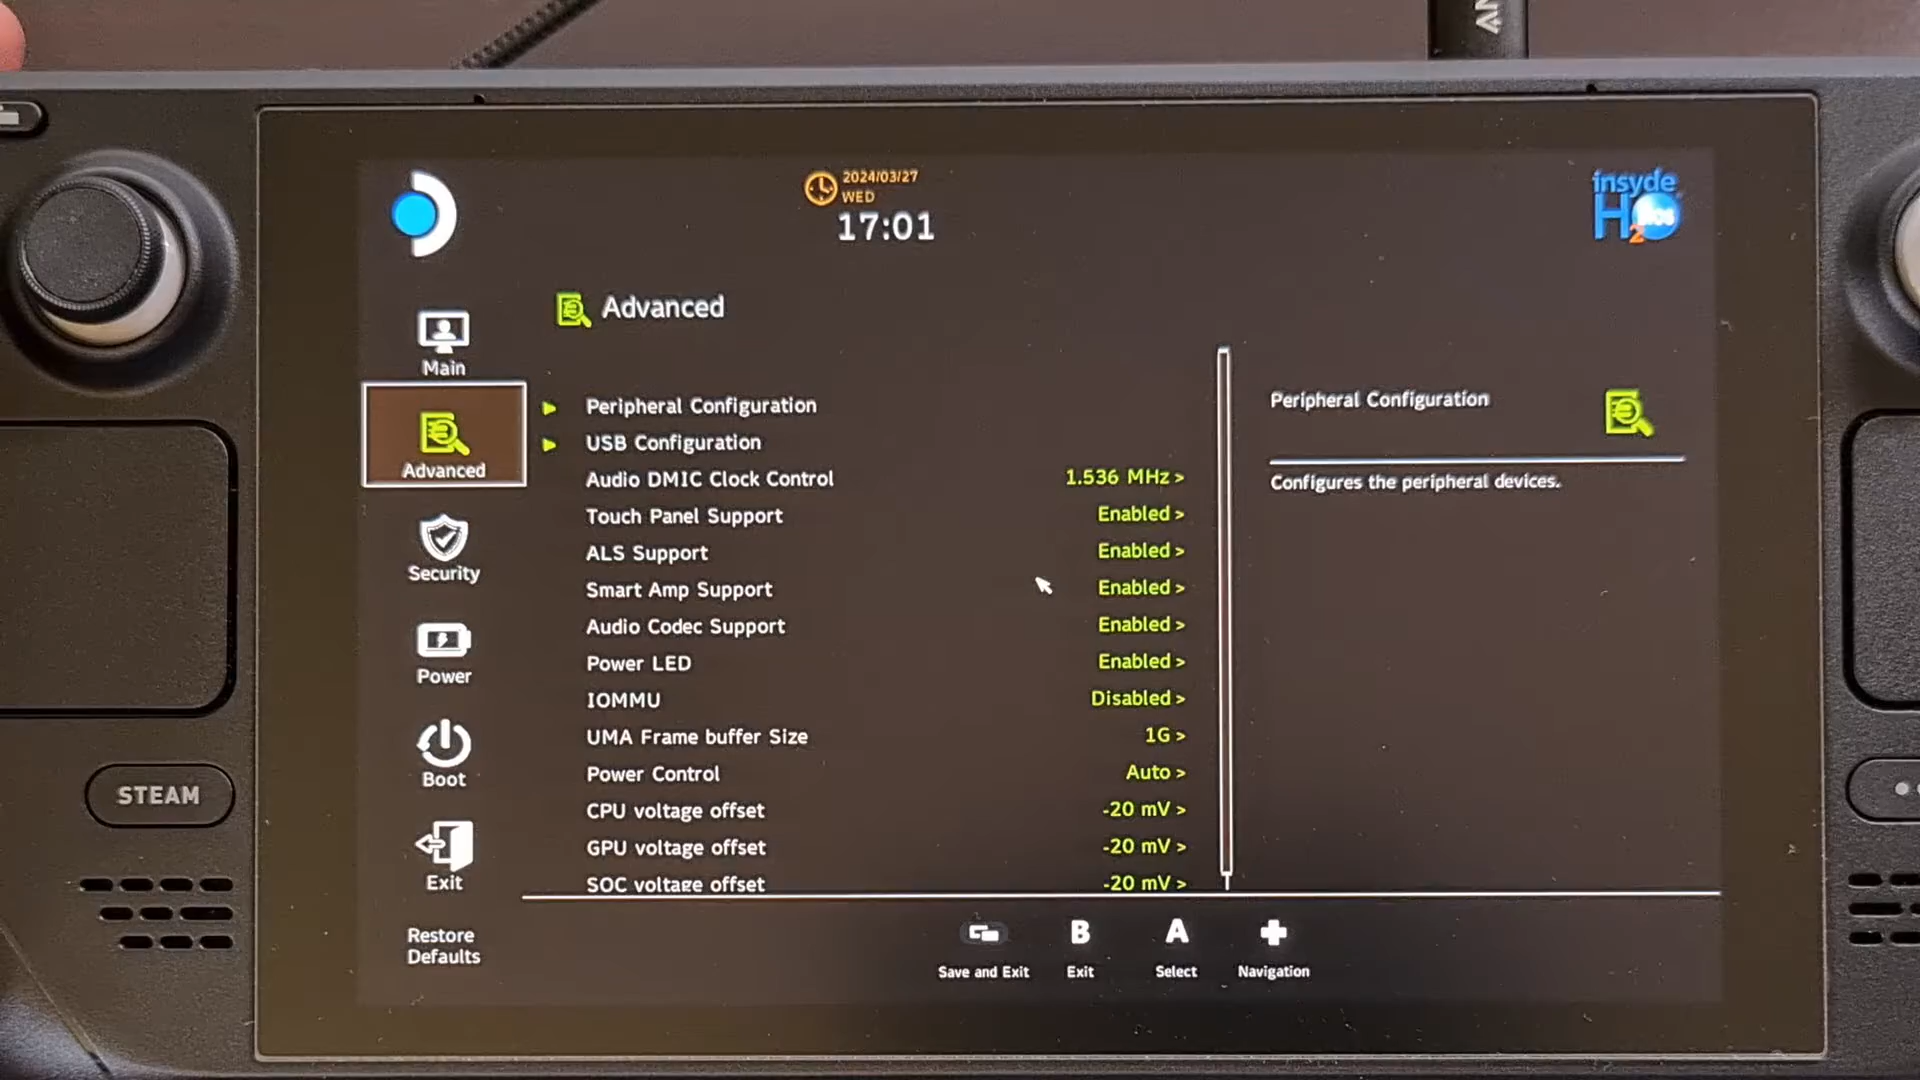 AN
2024/03/27
WED
17:01
insyde
H2O
Advanced
Main
Advanced
Security
Power
Boot
Exit
Restore
Defaults
Peripheral Configuration
USB Configuration
Audio DMIC Clock Control 1.536 MHz >
Touch Panel Support Enabled >
ALS Support Enabled >
Smart Amp Support Enabled >
Audio Codec Support Enabled >
Power LED Enabled >
IOMMU Disabled >
UMA Frame buffer Size 1G >
Power Control Auto >
CPU voltage offset -20 mV >
GPU voltage offset -20 mV >
SOC voltage offset -20 mV >
Peripheral Configuration
Configures the peripheral devices.
B A
Save and Exit Exit Select Navigation
STEAM